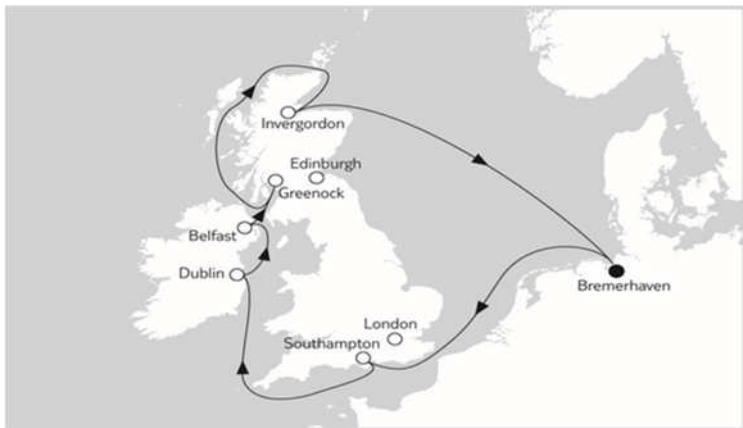 Invergordon
Edinburgh
Greenock
Belfast
Dublin
Bremerhaven
London
Southampton